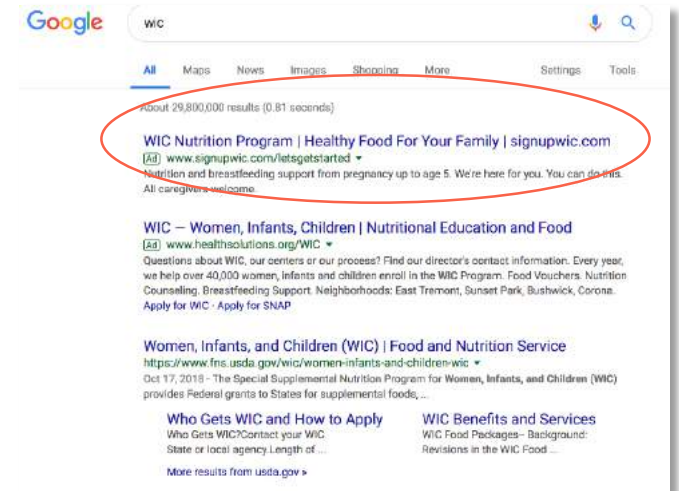 Google
wic
All Maps News Images Shopping More Settings Tools
About 29,800,000 results (0.81 seconds)
WIC Nutrition Program | Healthy Food For Your Family | signupwic.com
Ad www.signupwic.com/letsgetstarted
Nutrition and breastfeeding support from pregnancy up to age 5. We're here for you. You can do this.
All caregivers welcome.
WIC – Women, Infants, Children | Nutritional Education and Food
Ad www.healthsolutions.org/WIC
Questions about WIC, our centers or our process? Find our director's contact information. Every year,
we help over 40,000 women, infants and children enroll in the WIC Program. Food Vouchers. Nutrition
Counseling. Breastfeeding Support. Neighborhoods: East Tremont, Sunset Park, Bushwick, Corona.
Apply for WIC · Apply for SNAP
Women, Infants, and Children (WIC) | Food and Nutrition Service
https://www.fns.usda.gov/wic/women-infants-and-children-wic
Oct 17, 2018 - The Special Supplemental Nutrition Program for Women, Infants, and Children (WIC)
provides Federal grants to States for supplemental foods, ...
Who Gets WIC and How to Apply WIC Benefits and Services
Who Gets WIC?Contact your WIC WIC Food Packages– Background:
State or local agency.Length of ... Revisions in the WIC Food ...
More results from usda.gov »